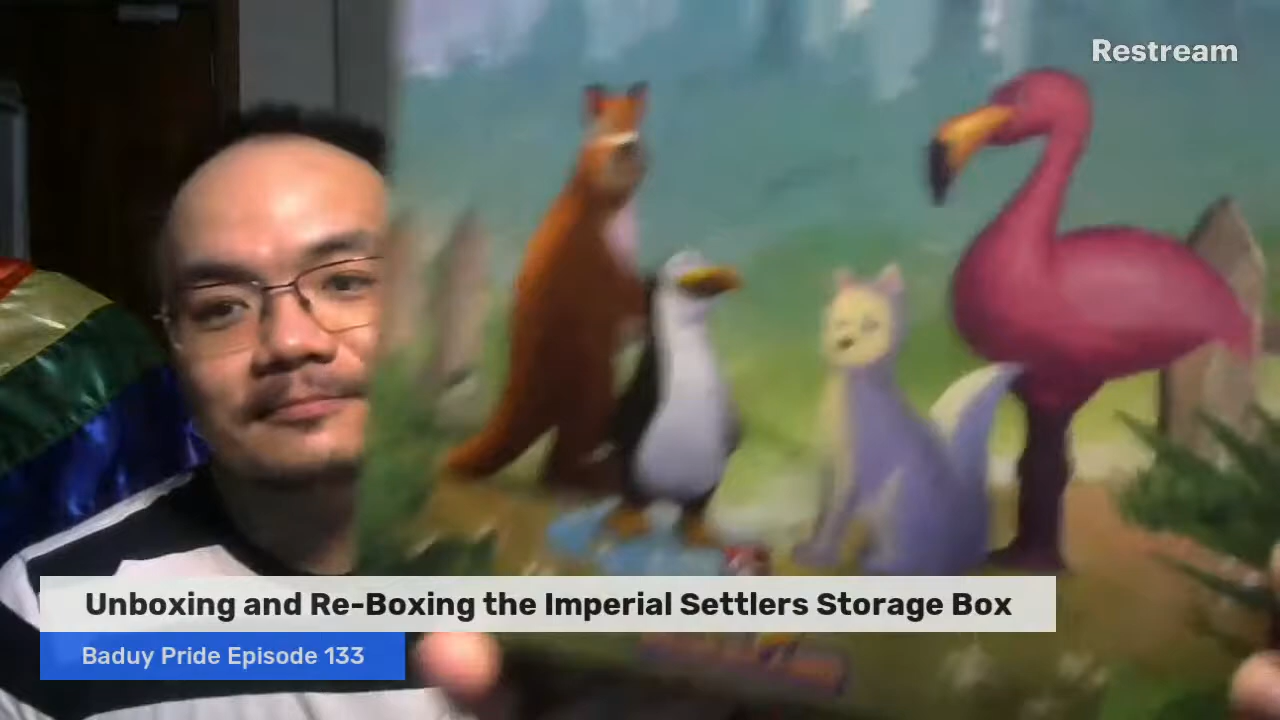 Restream
Unboxing and Re-Boxing the Imperial Settlers Storage Box
Baduy Pride Episode 133